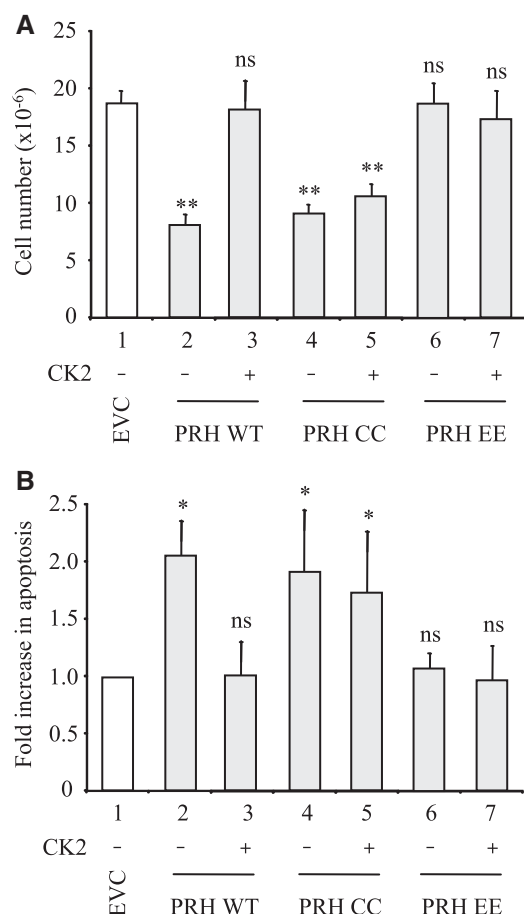 A
Cell number (x10⁻⁶)
25
20
15
10
5
0
**
ns
**
**
ns
ns
1 2 3 4 5 6 7
CK2 - - + - + - +
EVC PRH WT PRH CC PRH EE
B
Fold increase in apoptosis
2.5
2.0
1.5
1.0
0.5
0
*
ns
*
*
ns
ns
1 2 3 4 5 6 7
CK2 - - + - + - +
EVC PRH WT PRH CC PRH EE